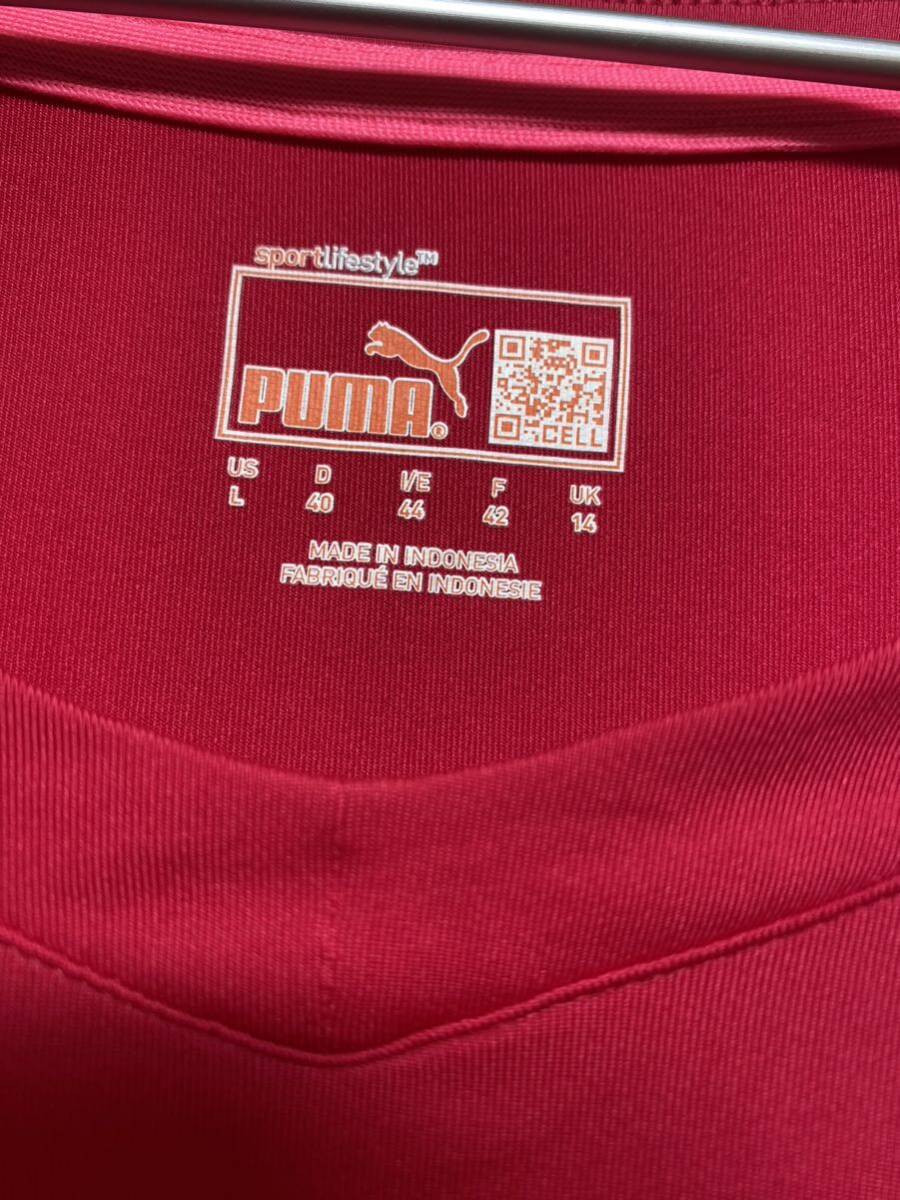 sportlifestyle™
PUMA®
CELL
US D I/E F UK
L 40 44 42 14
MADE IN INDONESIA
FABRIQUÉ EN INDONESIE